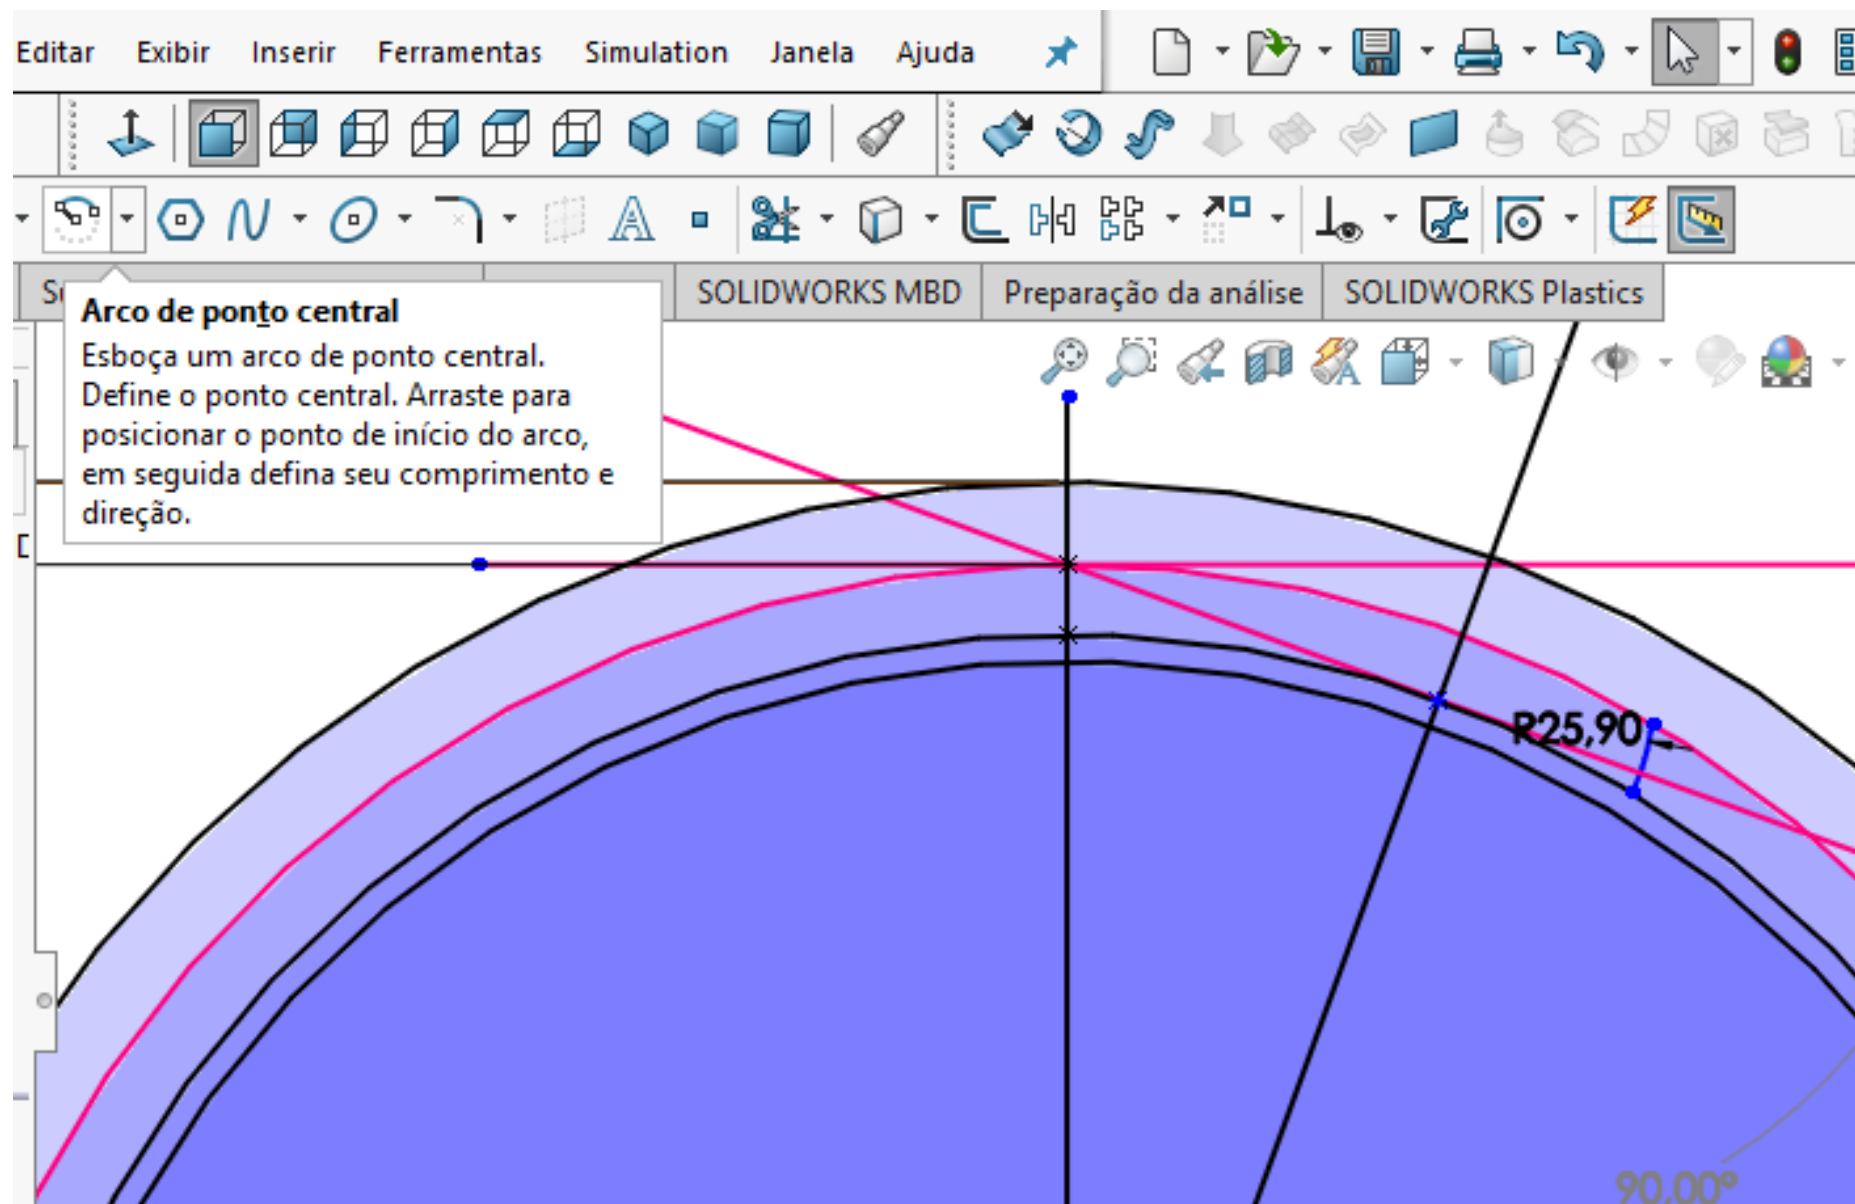 Editar Exibir Inserir Ferramentas Simulation Janela Ajuda
SOLIDWORKS MBD Preparação da análise SOLIDWORKS Plastics
Arco de ponto central
Esboça um arco de ponto central.
Define o ponto central. Arraste para
posicionar o ponto de início do arco,
em seguida defina seu comprimento e
direção.
R25,90
90,00°